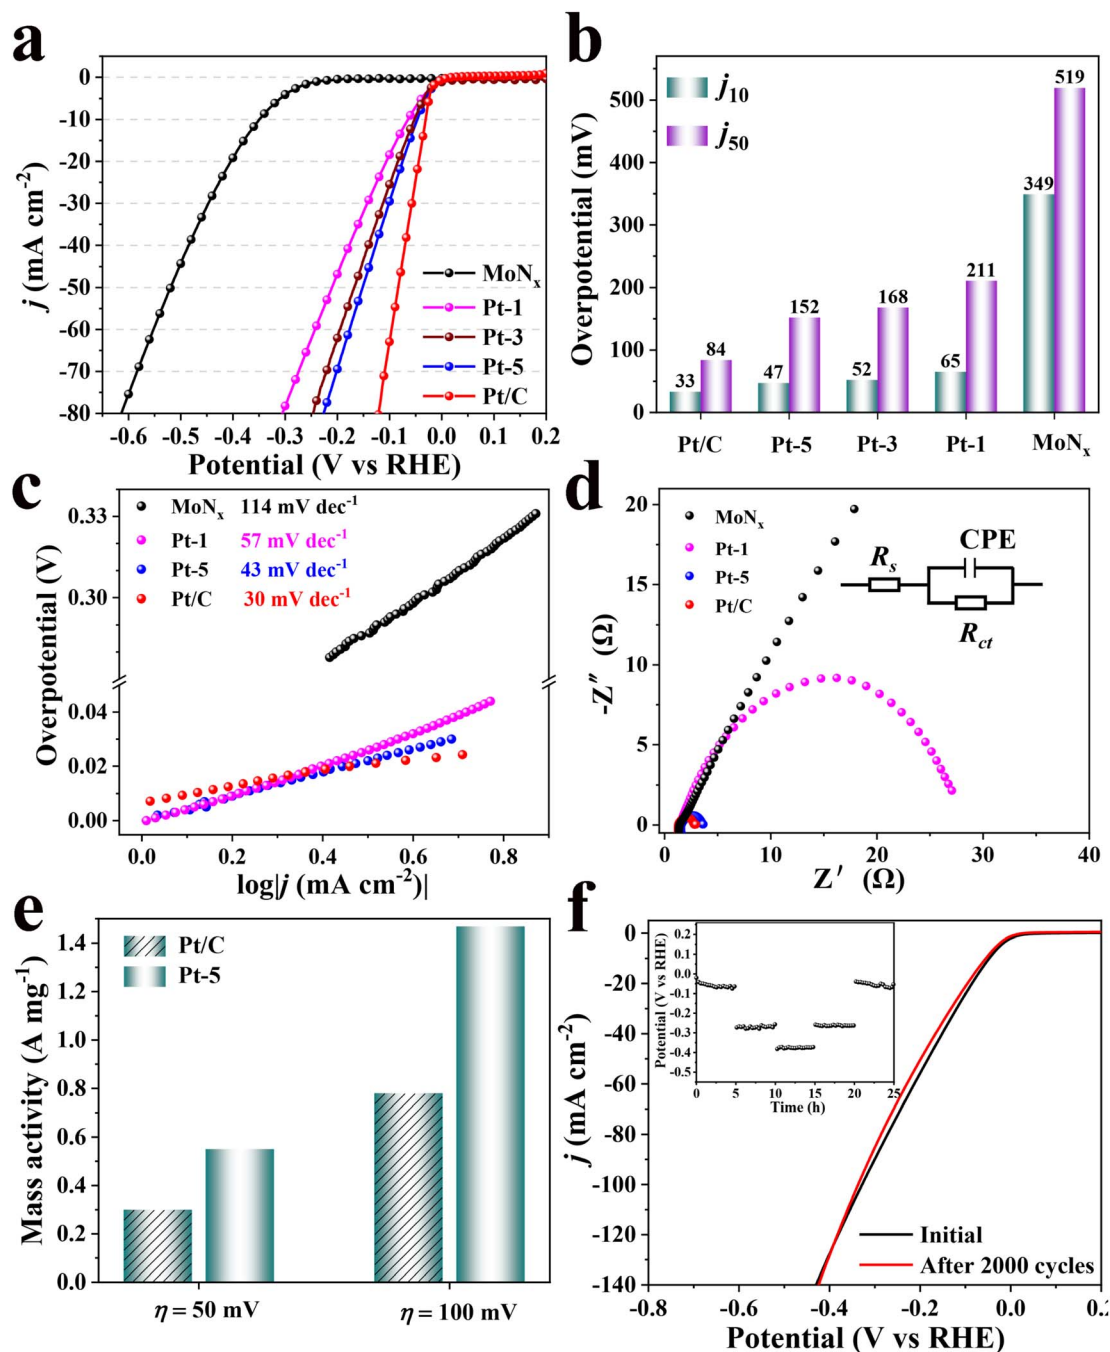 a
0
-10
-20
-30
-40
-50
-60
-70
-80
j (mA cm-2)
-0.6 -0.5 -0.4 -0.3 -0.2 -0.1 0.0 0.1 0.2
Potential (V vs RHE)
MoNx
Pt-1
Pt-3
Pt-5
Pt/C
b
j10
j50
500
400
300
200
100
0
Overpotential (mV)
33 84 47 152 52 168 65 211 349 519
Pt/C Pt-5 Pt-3 Pt-1 MoNx
c
MoNx 114 mV dec-1
Pt-1 57 mV dec-1
Pt-5 43 mV dec-1
Pt/C 30 mV dec-1
0.33
0.30
0.04
0.02
0.00
Overpotential (V)
0.0 0.2 0.4 0.6 0.8
log|j (mA cm-2)|
d
MoNx
Pt-1
Pt-5
Pt/C
CPE
Rs
Rct
20
15
10
5
0
-Z″ (Ω)
0 10 20 30 40
Z′ (Ω)
e
Pt/C
Pt-5
1.4
1.2
1.0
0.8
0.6
0.4
0.2
0.0
Mass activity (A mg-1)
η = 50 mV η = 100 mV
f
0
-20
-40
-60
-80
-100
-120
-140
j (mA cm-2)
0.2
0.1
0.0
-0.1
-0.2
-0.3
-0.4
-0.5
Potential (V vs RHE)
0 5 10 15 20 25
Time (h)
Initial
After 2000 cycles
-0.8 -0.6 -0.4 -0.2 0.0
Potential (V vs RHE)